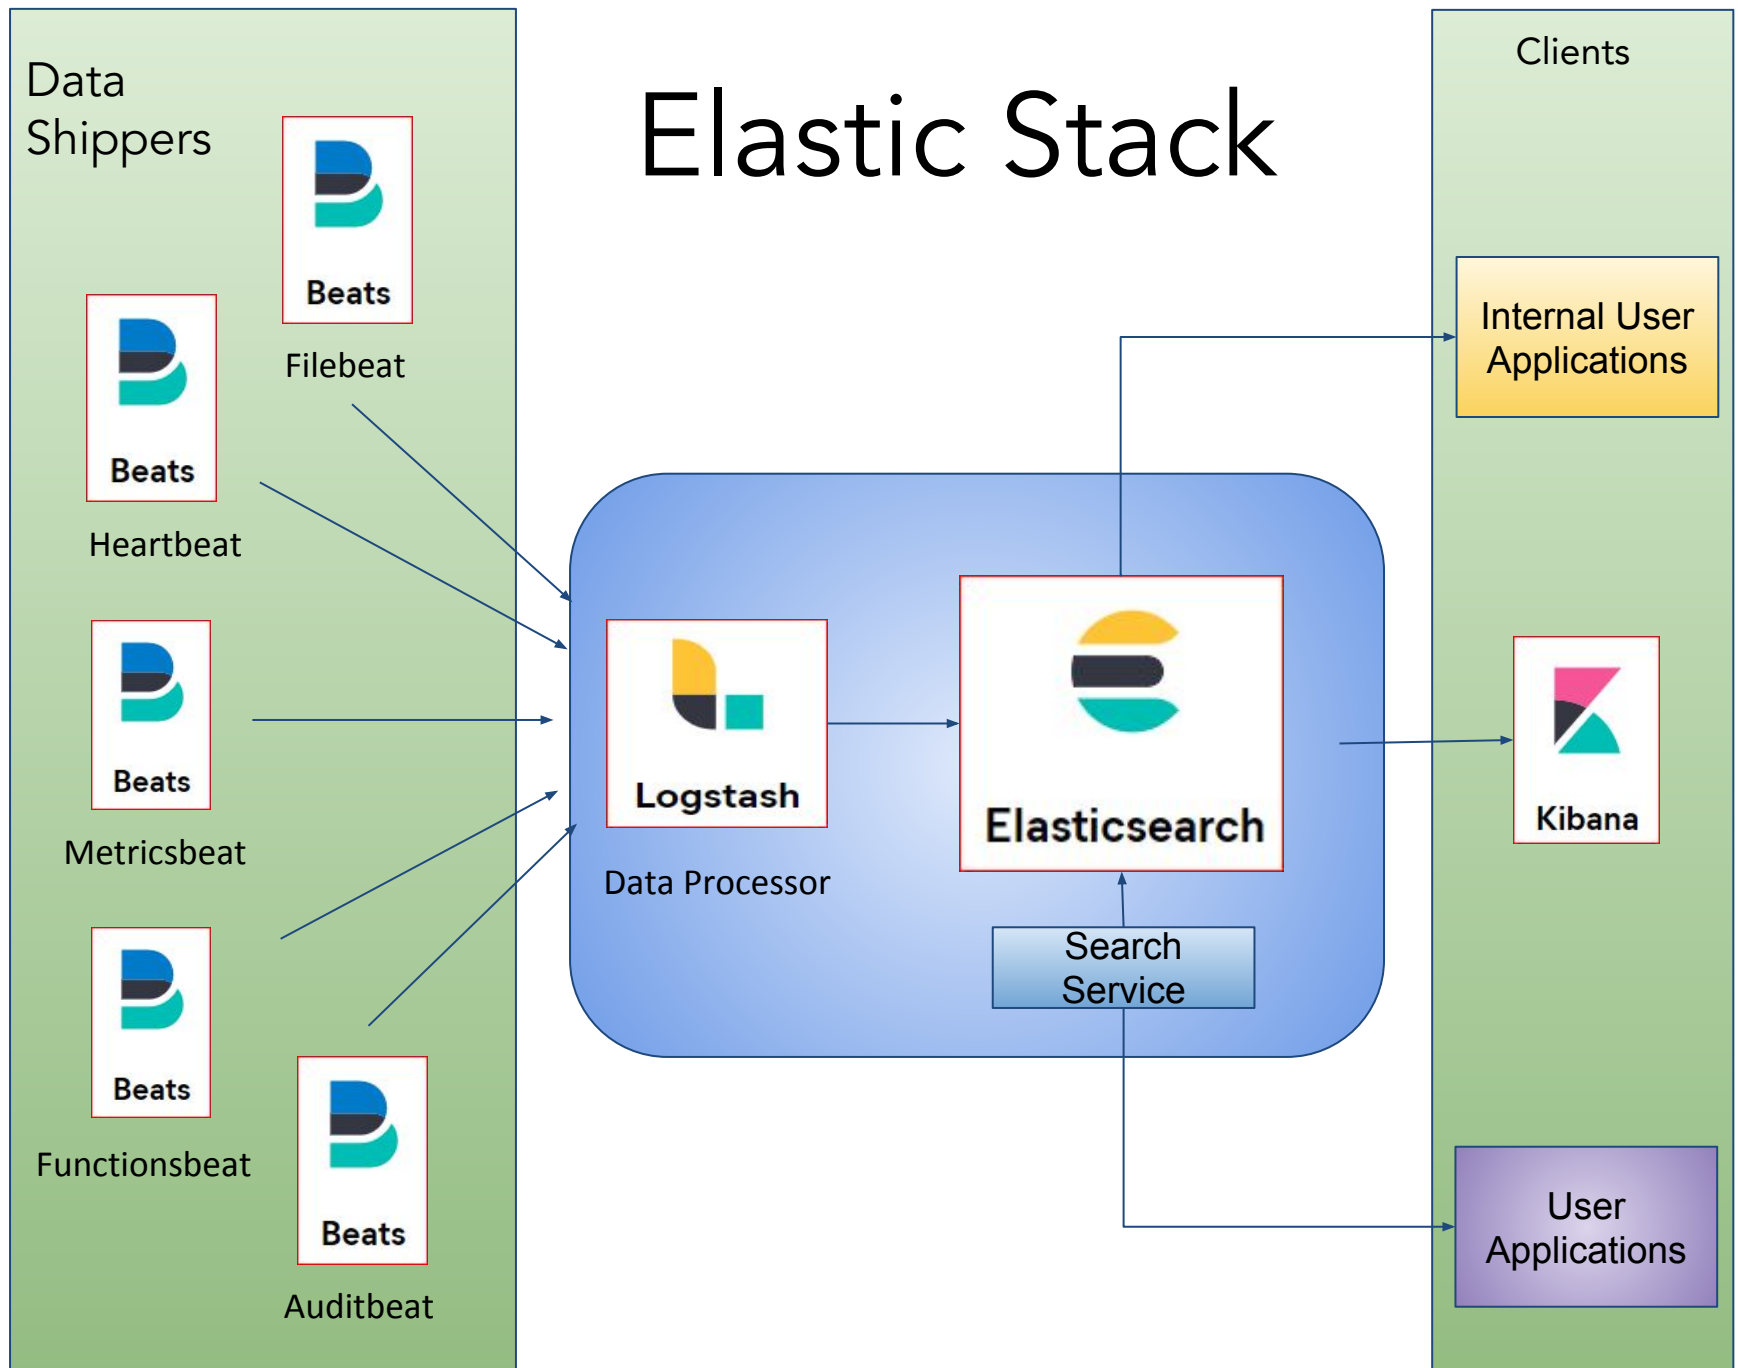 Data
Shippers
Elastic Stack
Clients
Beats
Filebeat
Beats
Heartbeat
Beats
Metricsbeat
Beats
Functionsbeat
Beats
Auditbeat
Logstash
Data Processor
Elasticsearch
Search
Service
Internal User
Applications
Kibana
User
Applications